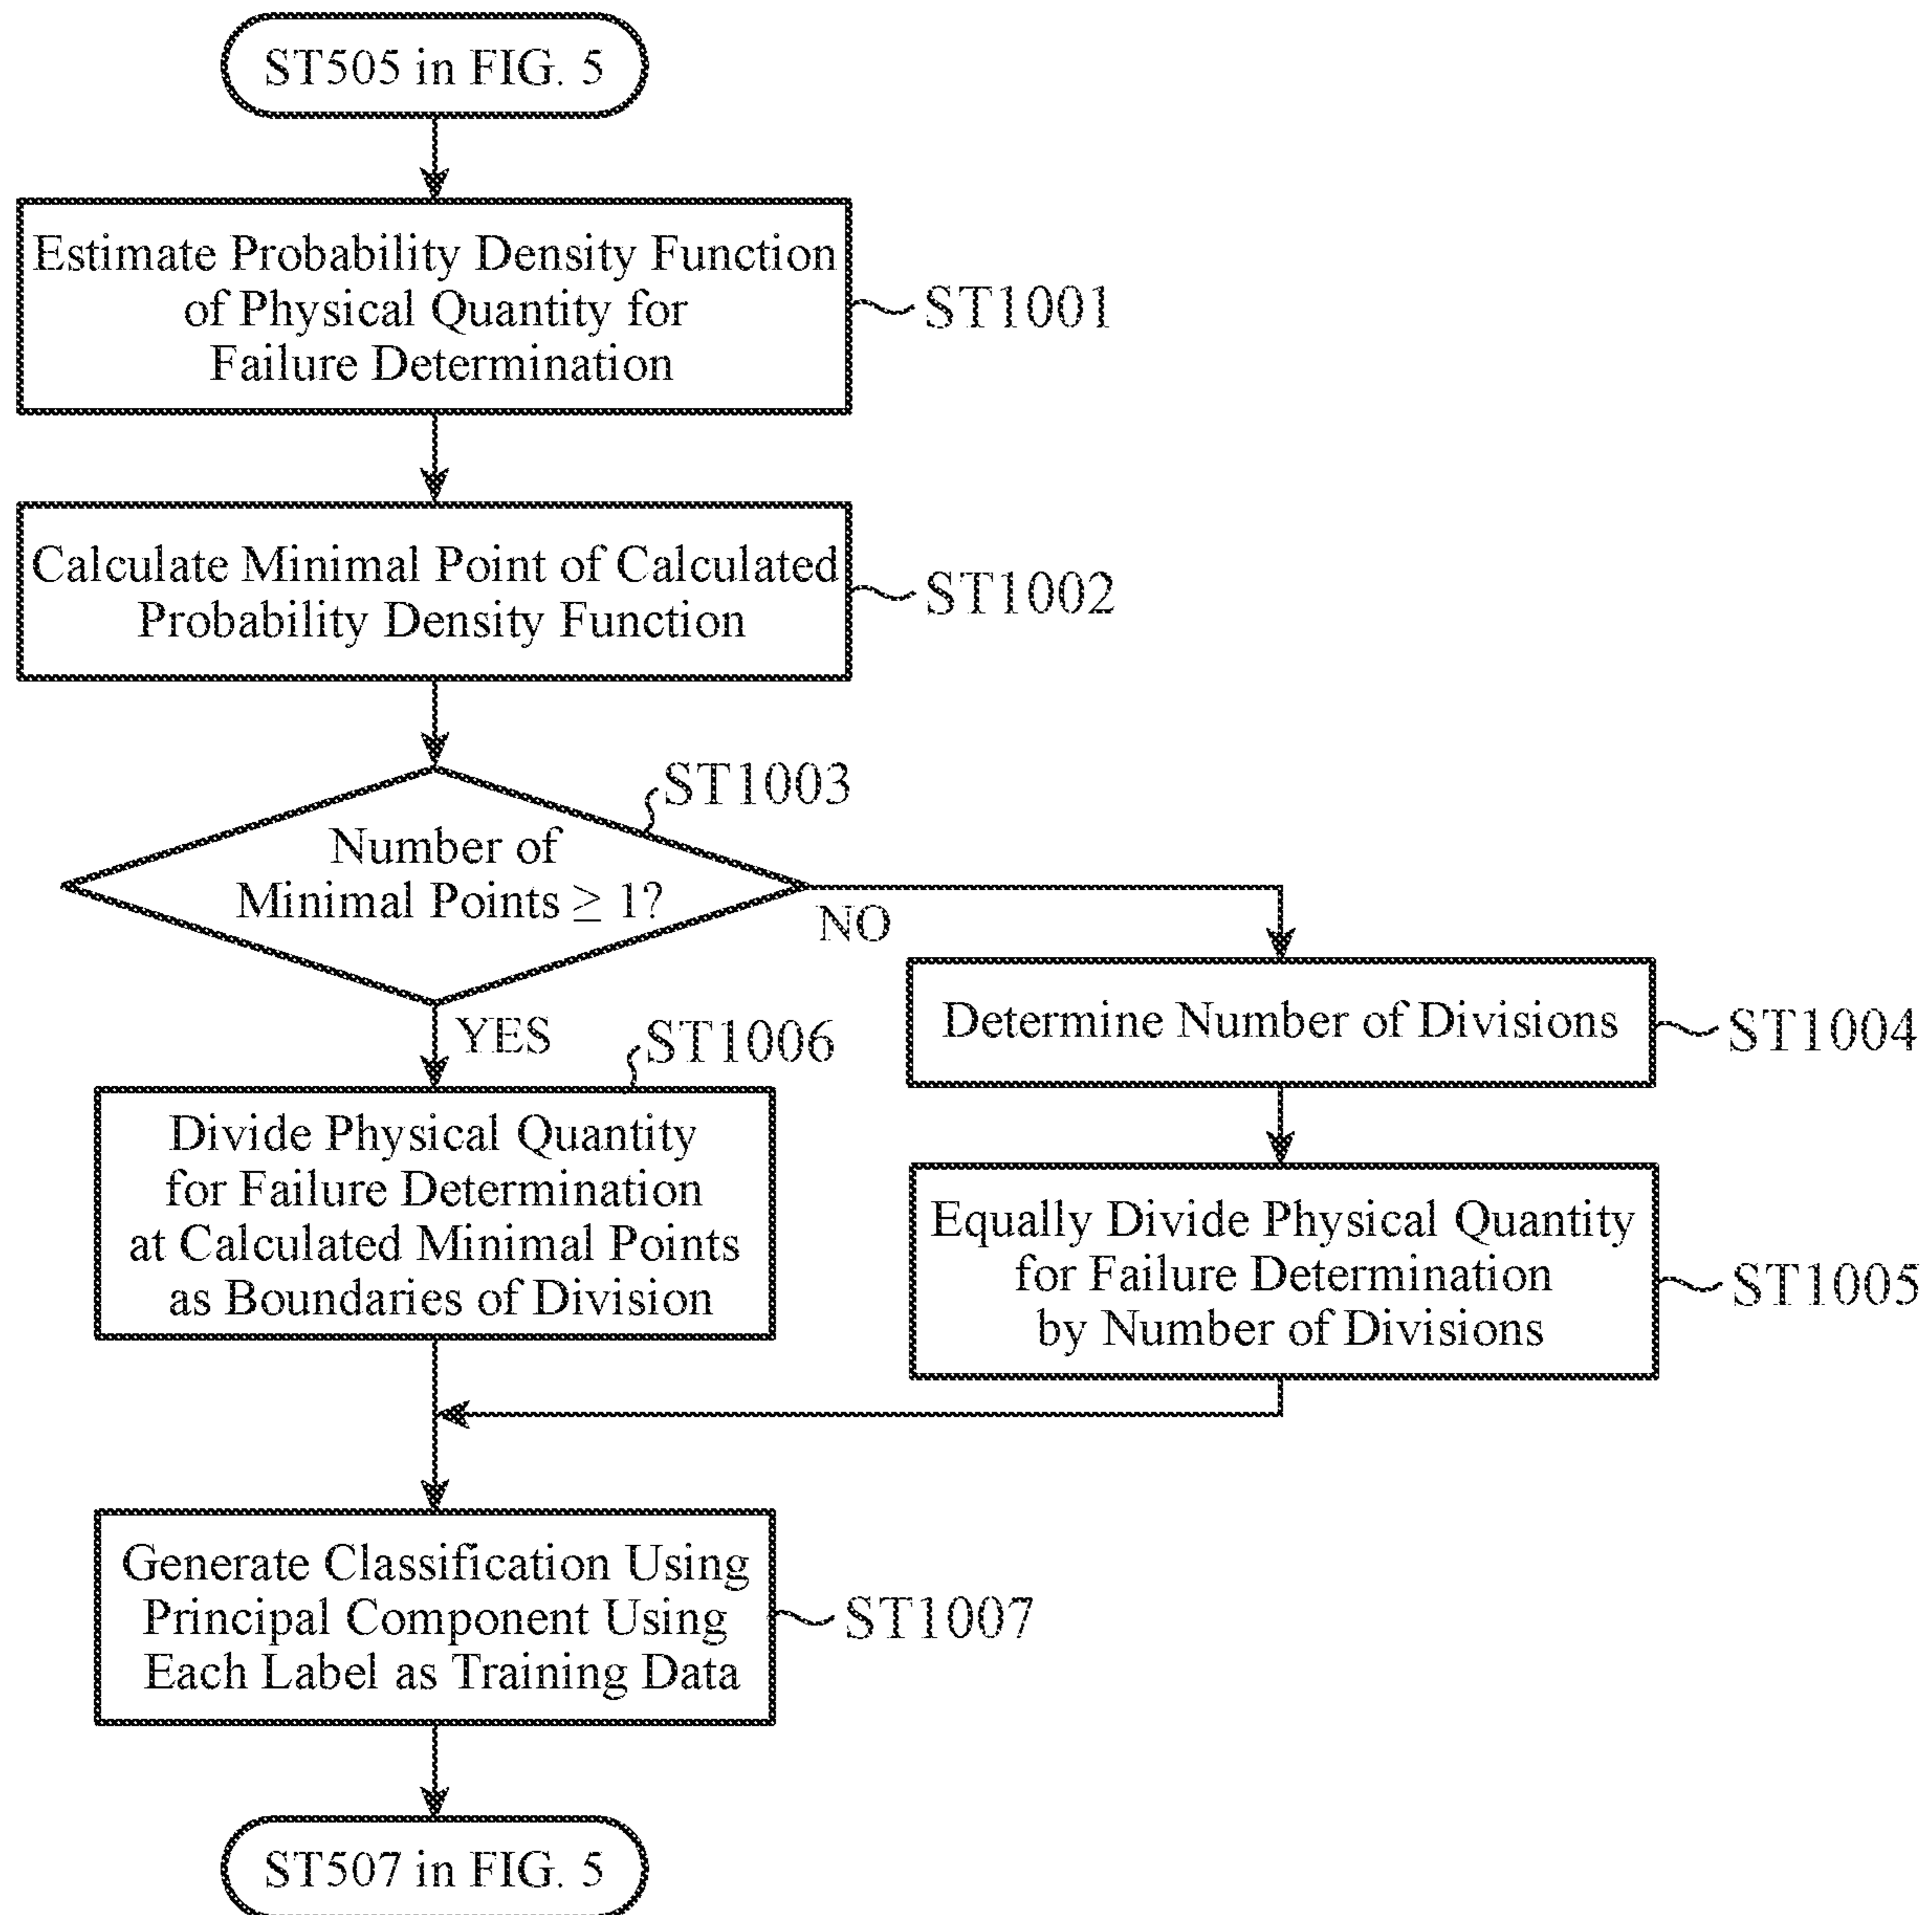 ST505 in FIG. 5
Estimate Probability Density Function
of Physical Quantity for
Failure Determination
ST1001
Calculate Minimal Point of Calculated
Probability Density Function
ST1002
ST1003
Number of
Minimal Points ≥ 1?
NO
YES
Determine Number of Divisions
ST1004
ST1006
Divide Physical Quantity
for Failure Determination
at Calculated Minimal Points
as Boundaries of Division
Equally Divide Physical Quantity
for Failure Determination
by Number of Divisions
ST1005
Generate Classification Using
Principal Component Using
Each Label as Training Data
ST1007
ST507 in FIG. 5